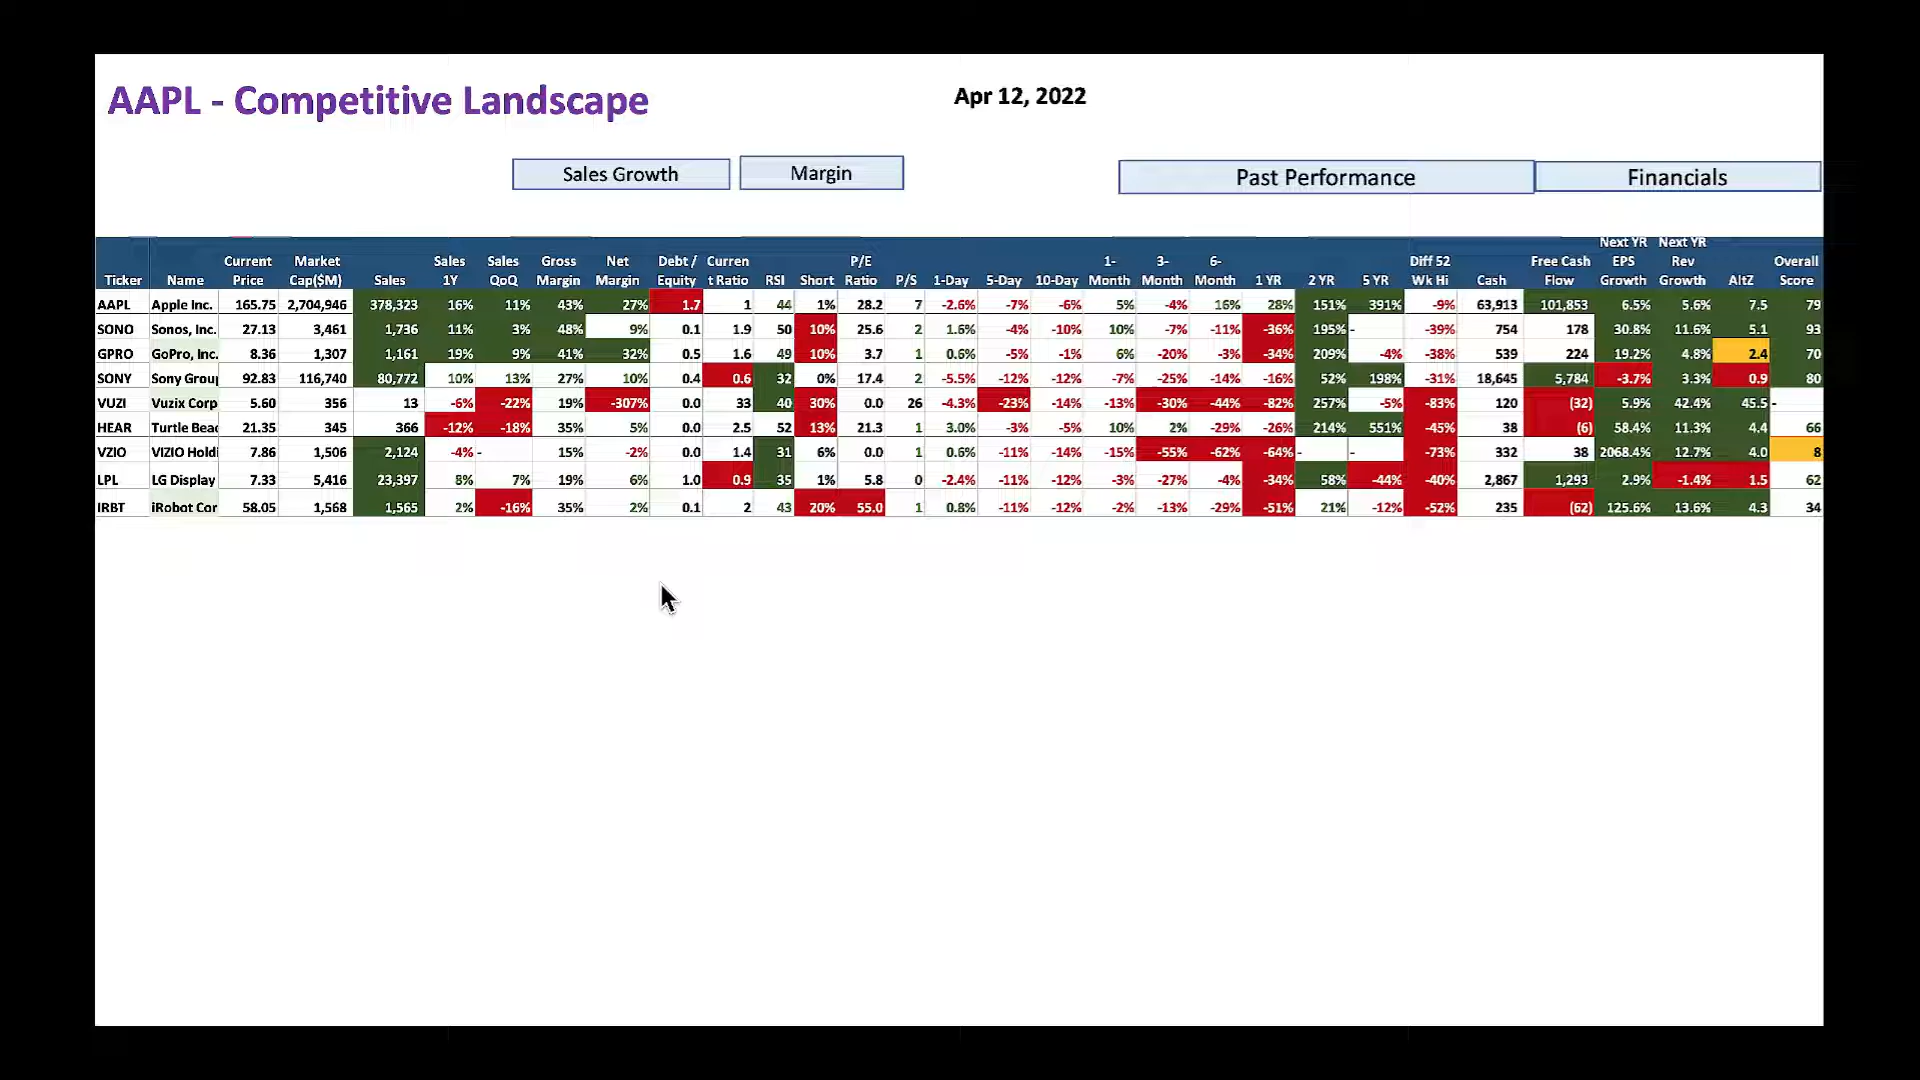 AAPL - Competitive Landscape
Apr 12, 2022
Sales Growth Margin Past Performance Financials
Next YR Next YR
Current Market Sales Sales Gross Net Debt / Curren P/E 1- 3- 6- Diff 52 Free Cash EPS Rev Overall
Ticker Name Price Cap($M) Sales 1Y QoQ Margin Margin Equity t Ratio RSI Short Ratio P/S 1-Day 5-Day 10-Day Month Month Month 1 YR 2 YR 5 YR Wk Hi Cash Flow Growth Growth AltZ Score
AAPL Apple Inc. 165.75 2,704,946 378,323 16% 11% 43% 27% 1.7 1 44 1% 28.2 7 -2.6% -7% -6% 5% -4% 16% 28% 151% 391% -9% 63,913 101,853 6.5% 5.6% 7.5 79
SONO Sonos, Inc. 27.13 3,461 1,736 11% 3% 48% 9% 0.1 1.9 50 10% 25.6 2 1.6% -4% -10% 10% -7% -11% -36% 195% - -39% 754 178 30.8% 11.6% 5.1 93
GPRO GoPro, Inc. 8.36 1,307 1,161 19% 9% 41% 32% 0.5 1.6 49 10% 3.7 1 0.6% -5% -1% 6% -20% -3% -34% 209% -4% -38% 539 224 19.2% 4.8% 2.4 70
SONY Sony Grou 92.83 116,740 80,772 10% 13% 27% 10% 0.4 0.6 32 0% 17.4 2 -5.5% -12% -12% -7% -25% -14% -16% 52% 198% -31% 18,645 5,784 -3.7% 3.3% 0.9 80
VUZI Vuzix Corp 5.60 356 13 -6% -22% 19% -307% 0.0 33 40 30% 0.0 26 -4.3% -23% -14% -13% -30% -44% -82% 257% -5% -83% 120 (32) 5.9% 42.4% 45.5 -
HEAR Turtle Beac 21.35 345 366 -12% -18% 35% 5% 0.0 2.5 52 13% 21.3 1 3.0% -3% -5% 10% 2% -29% -26% 214% 551% -45% 38 (6) 58.4% 11.3% 4.4 66
VZIO VIZIO Holdi 7.86 1,506 2,124 -4% - 15% -2% 0.0 1.4 31 6% 0.0 1 0.6% -11% -14% -15% -55% -62% -64% - - -73% 332 38 2068.4% 12.7% 4.0 8
LPL LG Display 7.33 5,416 23,397 8% 7% 19% 6% 1.0 0.9 35 1% 5.8 0 -2.4% -11% -12% -3% -27% -4% -34% 58% -44% -40% 2,867 1,293 2.9% -1.4% 1.5 62
IRBT iRobot Cor 58.05 1,568 1,565 2% -16% 35% 2% 0.1 2 43 20% 55.0 1 0.8% -11% -12% -2% -13% -29% -51% 21% -12% -52% 235 (62) 125.6% 13.6% 4.3 34